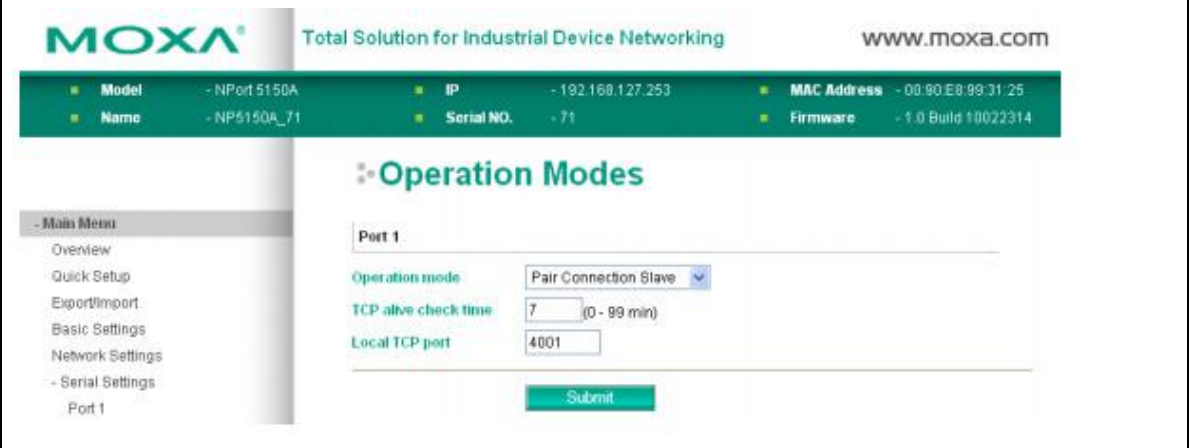 MOXA® Total Solution for Industrial Device Networking www.moxa.com
Model - NPort 5150A IP - 192.168.127.253 MAC Address - 00:90:E8:99:31:25
Name - NP5150A_71 Serial NO. - 71 Firmware - 1.0 Build 10022314
Operation Modes
- Main Menu
Overview
Quick Setup
Export/Import
Basic Settings
Network Settings
- Serial Settings
Port 1
Port 1
Operation mode Pair Connection Slave
TCP alive check time 7 (0 - 99 min)
Local TCP port 4001
Submit